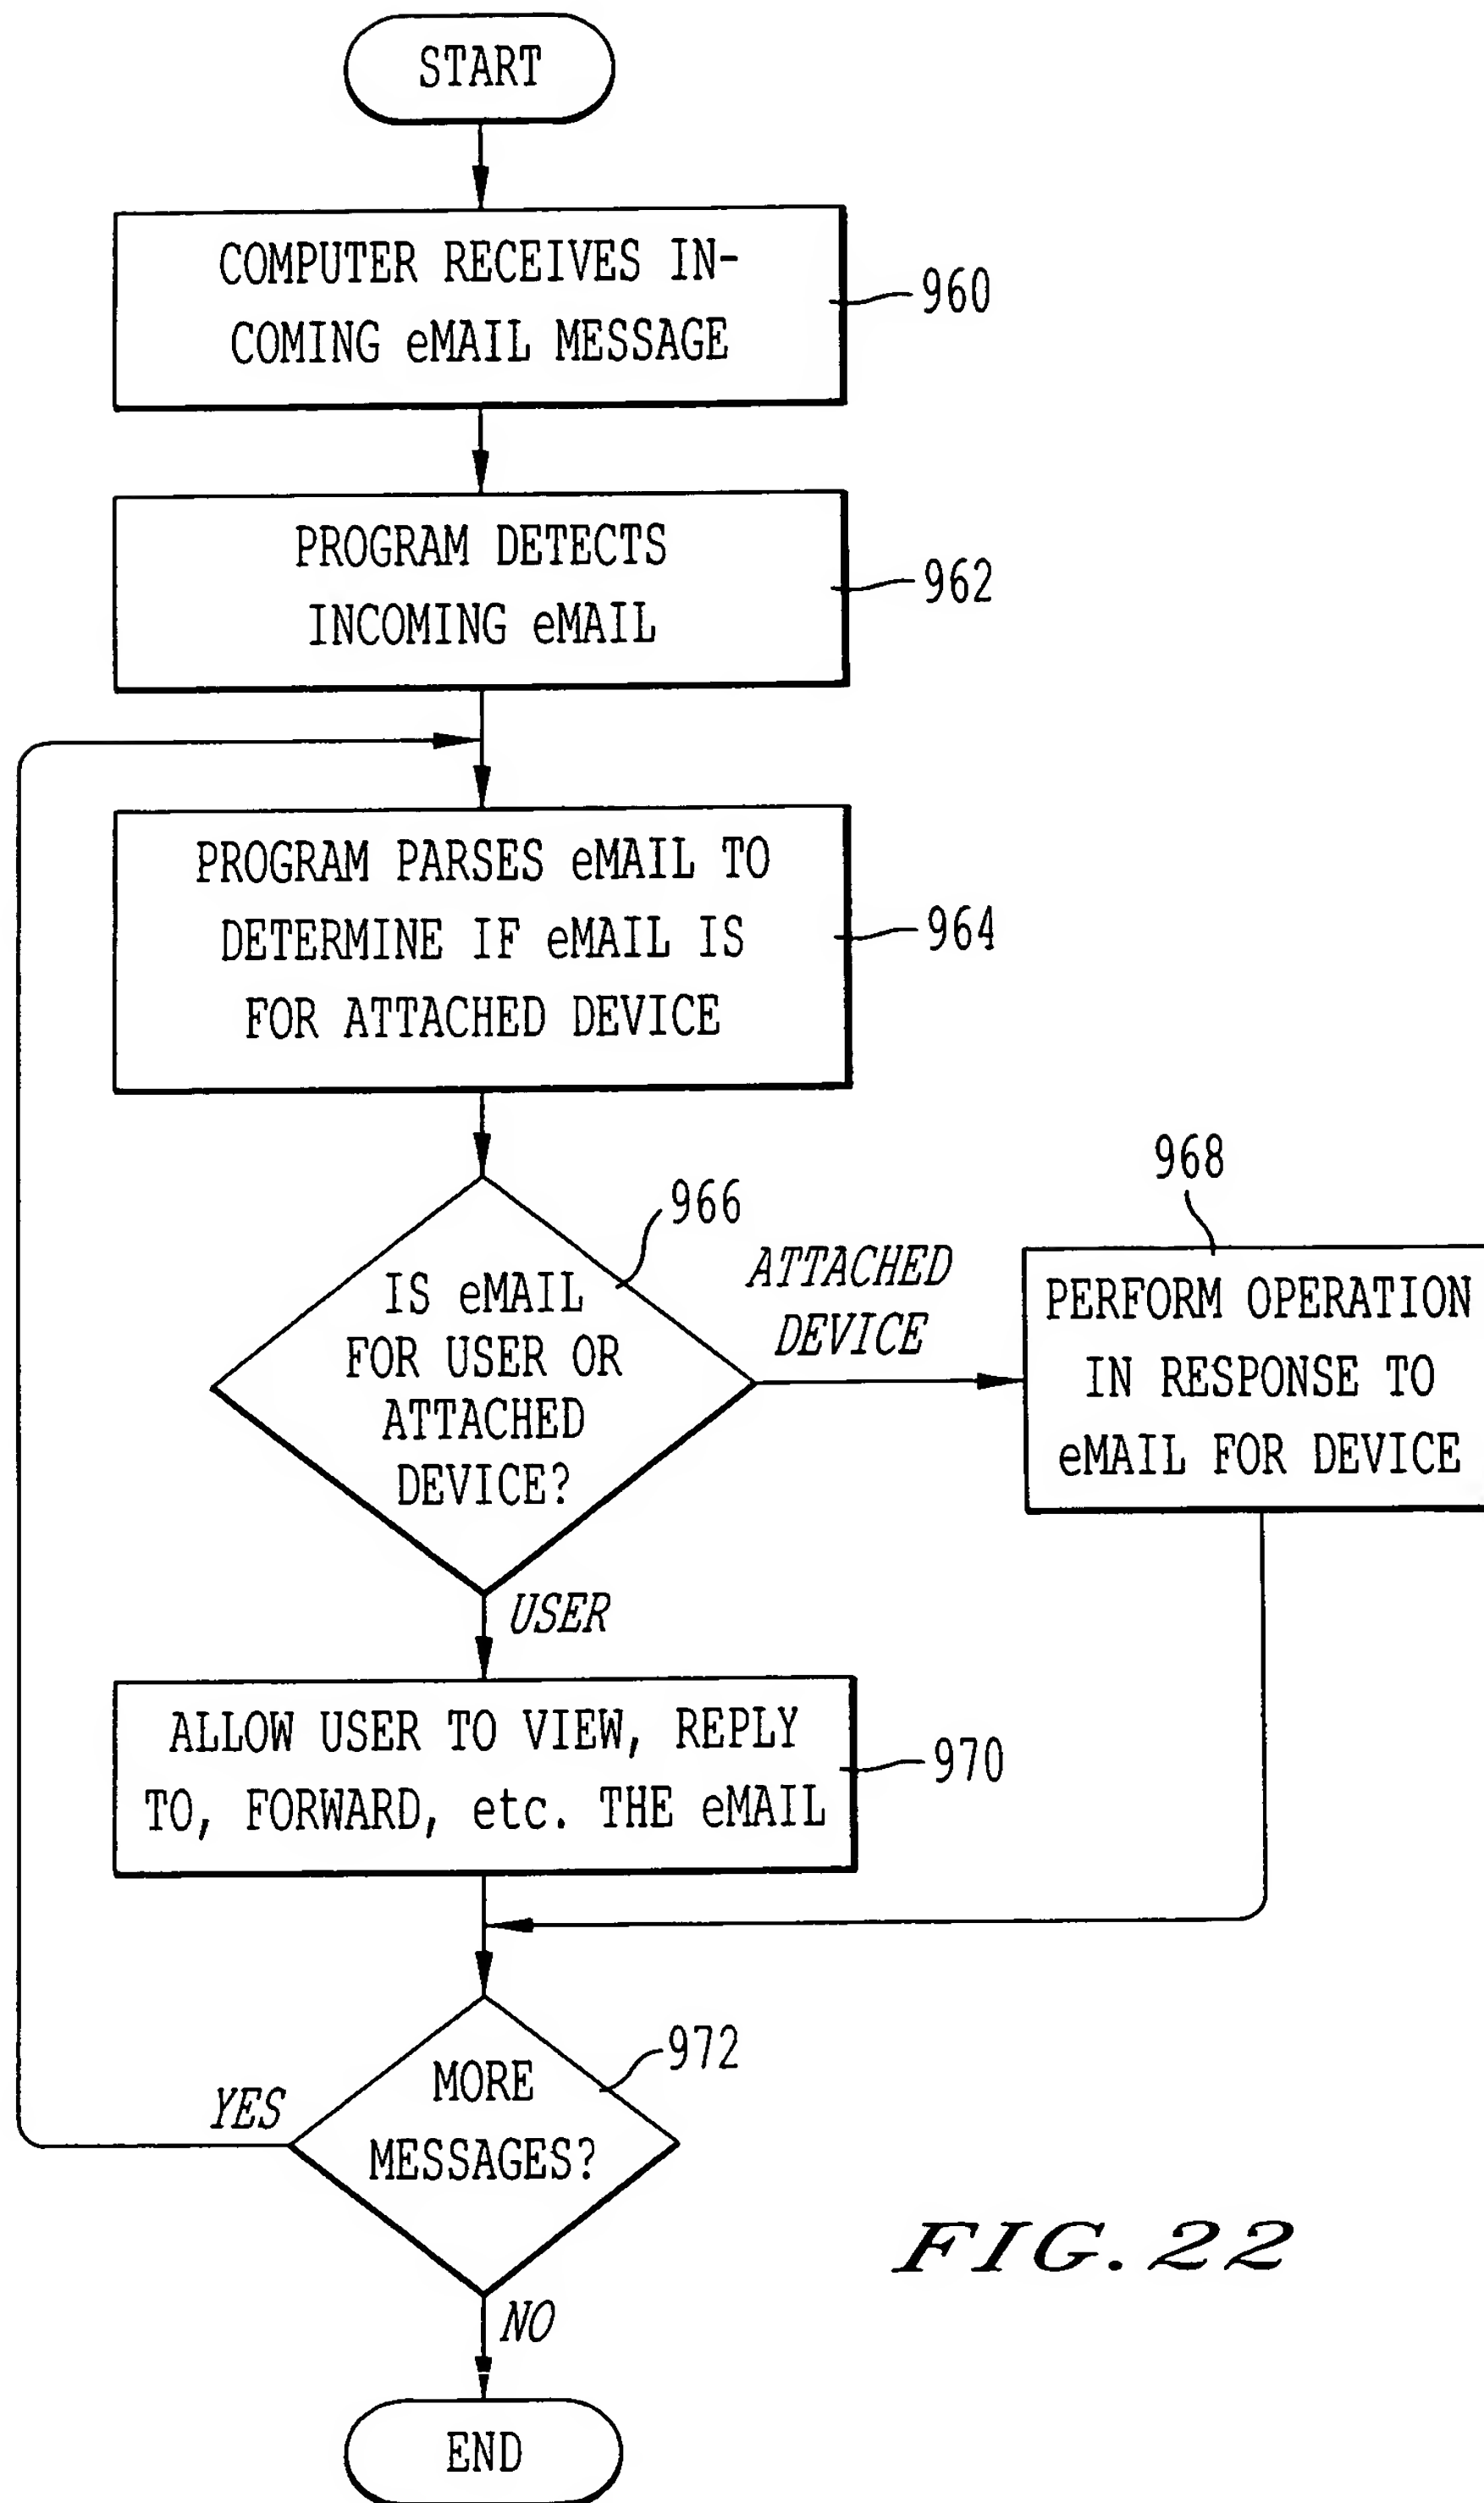 START
COMPUTER RECEIVES IN-
COMING eMAIL MESSAGE
960
PROGRAM DETECTS
INCOMING eMAIL
962
PROGRAM PARSES eMAIL TO
DETERMINE IF eMAIL IS
FOR ATTACHED DEVICE
964
IS eMAIL
FOR USER OR
ATTACHED
DEVICE?
966
ATTACHED
DEVICE
968
PERFORM OPERATION
IN RESPONSE TO
eMAIL FOR DEVICE
USER
ALLOW USER TO VIEW, REPLY
TO, FORWARD, etc. THE eMAIL
970
MORE
MESSAGES?
972
YES
NO
END
FIG. 22